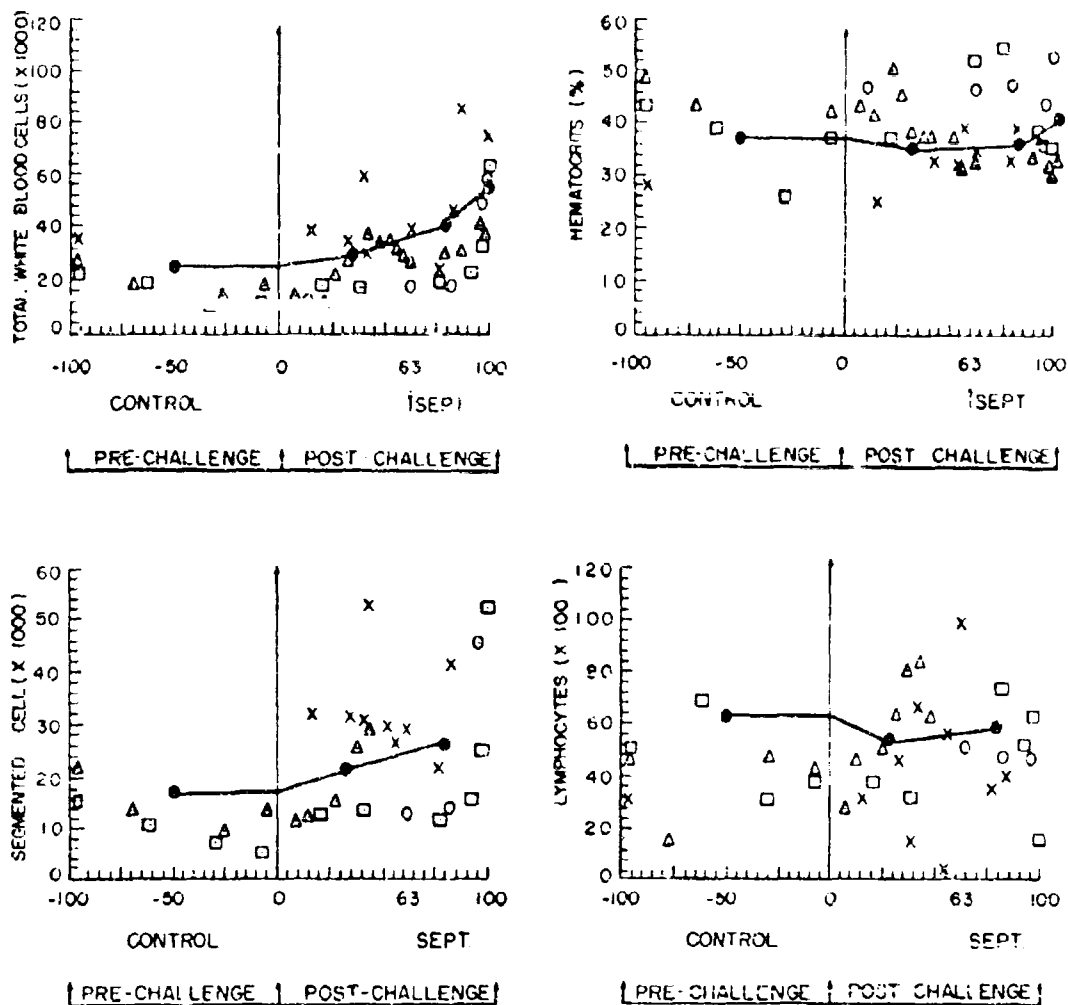 TOTAL WHITE BLOOD CELLS (X 1000)
120
100
80
60
40
20
0
-100 -50 0 63 100
CONTROL ↑SEPT↑
PRE-CHALLENGE POST CHALLENGE
HEMATOCRITS (%)
60
50
40
30
20
10
0
-100 -50 0 63 100
CONTROL ↑SEPT
PRE-CHALLENGE POST CHALLENGE
SEGMENTED CELL (X 1000)
60
50
40
30
20
10
0
-100 -50 0 63 100
CONTROL SEPT.
PRE-CHALLENGE POST-CHALLENGE
LYMPHOCYTES (X 100)
120
100
80
60
40
20
0
-100 -50 0 63 100
CONTROL SEPT.
PRE-CHALLENGE POST CHALLENGE